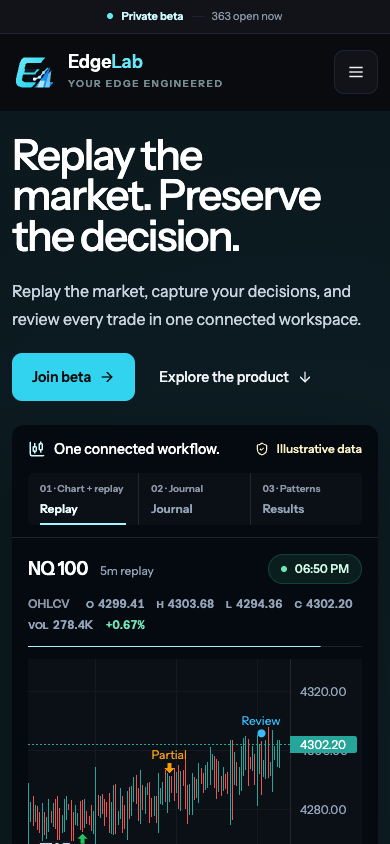 Private beta — 363 open now
EdgeLab
YOUR EDGE ENGINEERED
Replay the
market. Preserve
the decision.
Replay the market, capture your decisions, and
review every trade in one connected workspace.
Join beta → Explore the product ↓
One connected workflow. Illustrative data
01 · Chart + replay 02 · Journal 03 · Patterns
Replay Journal Results
NQ 100 5m replay 06:50 PM
OHLCV O 4299.41 H 4303.68 L 4294.36 C 4302.20
VOL 278.4K +0.67%
4320.00
Review
4302.20
Partial
4280.00